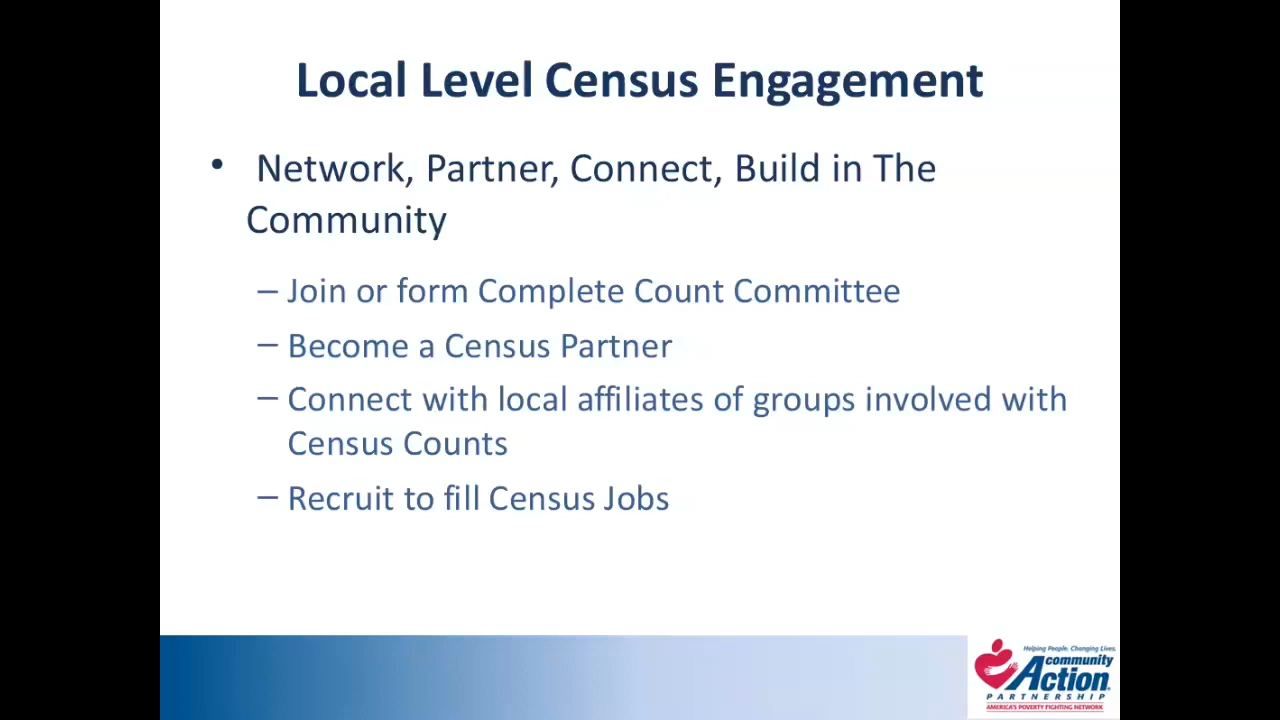 Local Level Census Engagement
• Network, Partner, Connect, Build in The
Community
– Join or form Complete Count Committee
– Become a Census Partner
– Connect with local affiliates of groups involved with
Census Counts
– Recruit to fill Census Jobs
Helping People. Changing Lives.
community
Action®
PARTNERSHIP
AMERICA'S POVERTY FIGHTING NETWORK